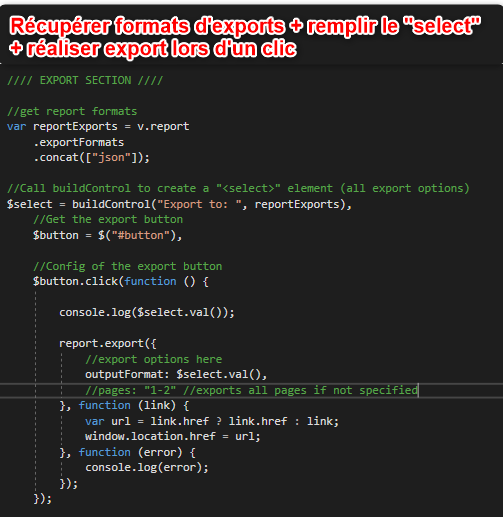 Récupérer formats d'exports + remplir le "select"
+ réaliser export lors d'un clic
//// EXPORT SECTION ////
//get report formats
var reportExports = v.report
.exportFormats
.concat(["json"]);
//Call buildControl to create a "<select>" element (all export options)
$select = buildControl("Export to: ", reportExports),
//Get the export button
$button = $("#button"),
//Config of the export button
$button.click(function () {
console.log($select.val());
report.export({
//export options here
outputFormat: $select.val(),
//pages: "1-2" //exports all pages if not specified
}, function (link) {
var url = link.href ? link.href : link;
window.location.href = url;
}, function (error) {
console.log(error);
});
});